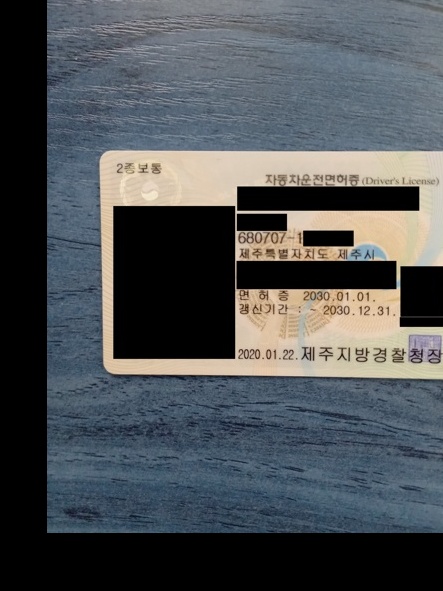 2종보통
자동차운전면허증 (Driver's License)
680707-1
제주특별자치도 제주시
면 허 증 2030.01.01.
갱신기간 : ~ 2030.12.31.
2020.01.22. 제주지방경찰청장